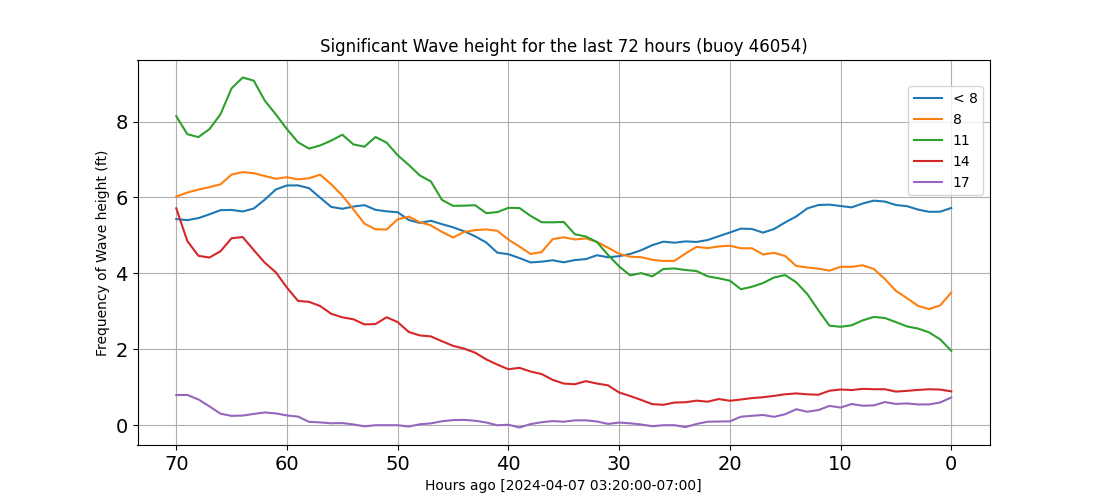 Significant Wave height for the last 72 hours (buoy 46054)
Frequency of Wave height (ft)
8
6
4
2
0
< 8
8
11
14
17
70 60 50 40 30 20 10 0
Hours ago [2024-04-07 03:20:00-07:00]